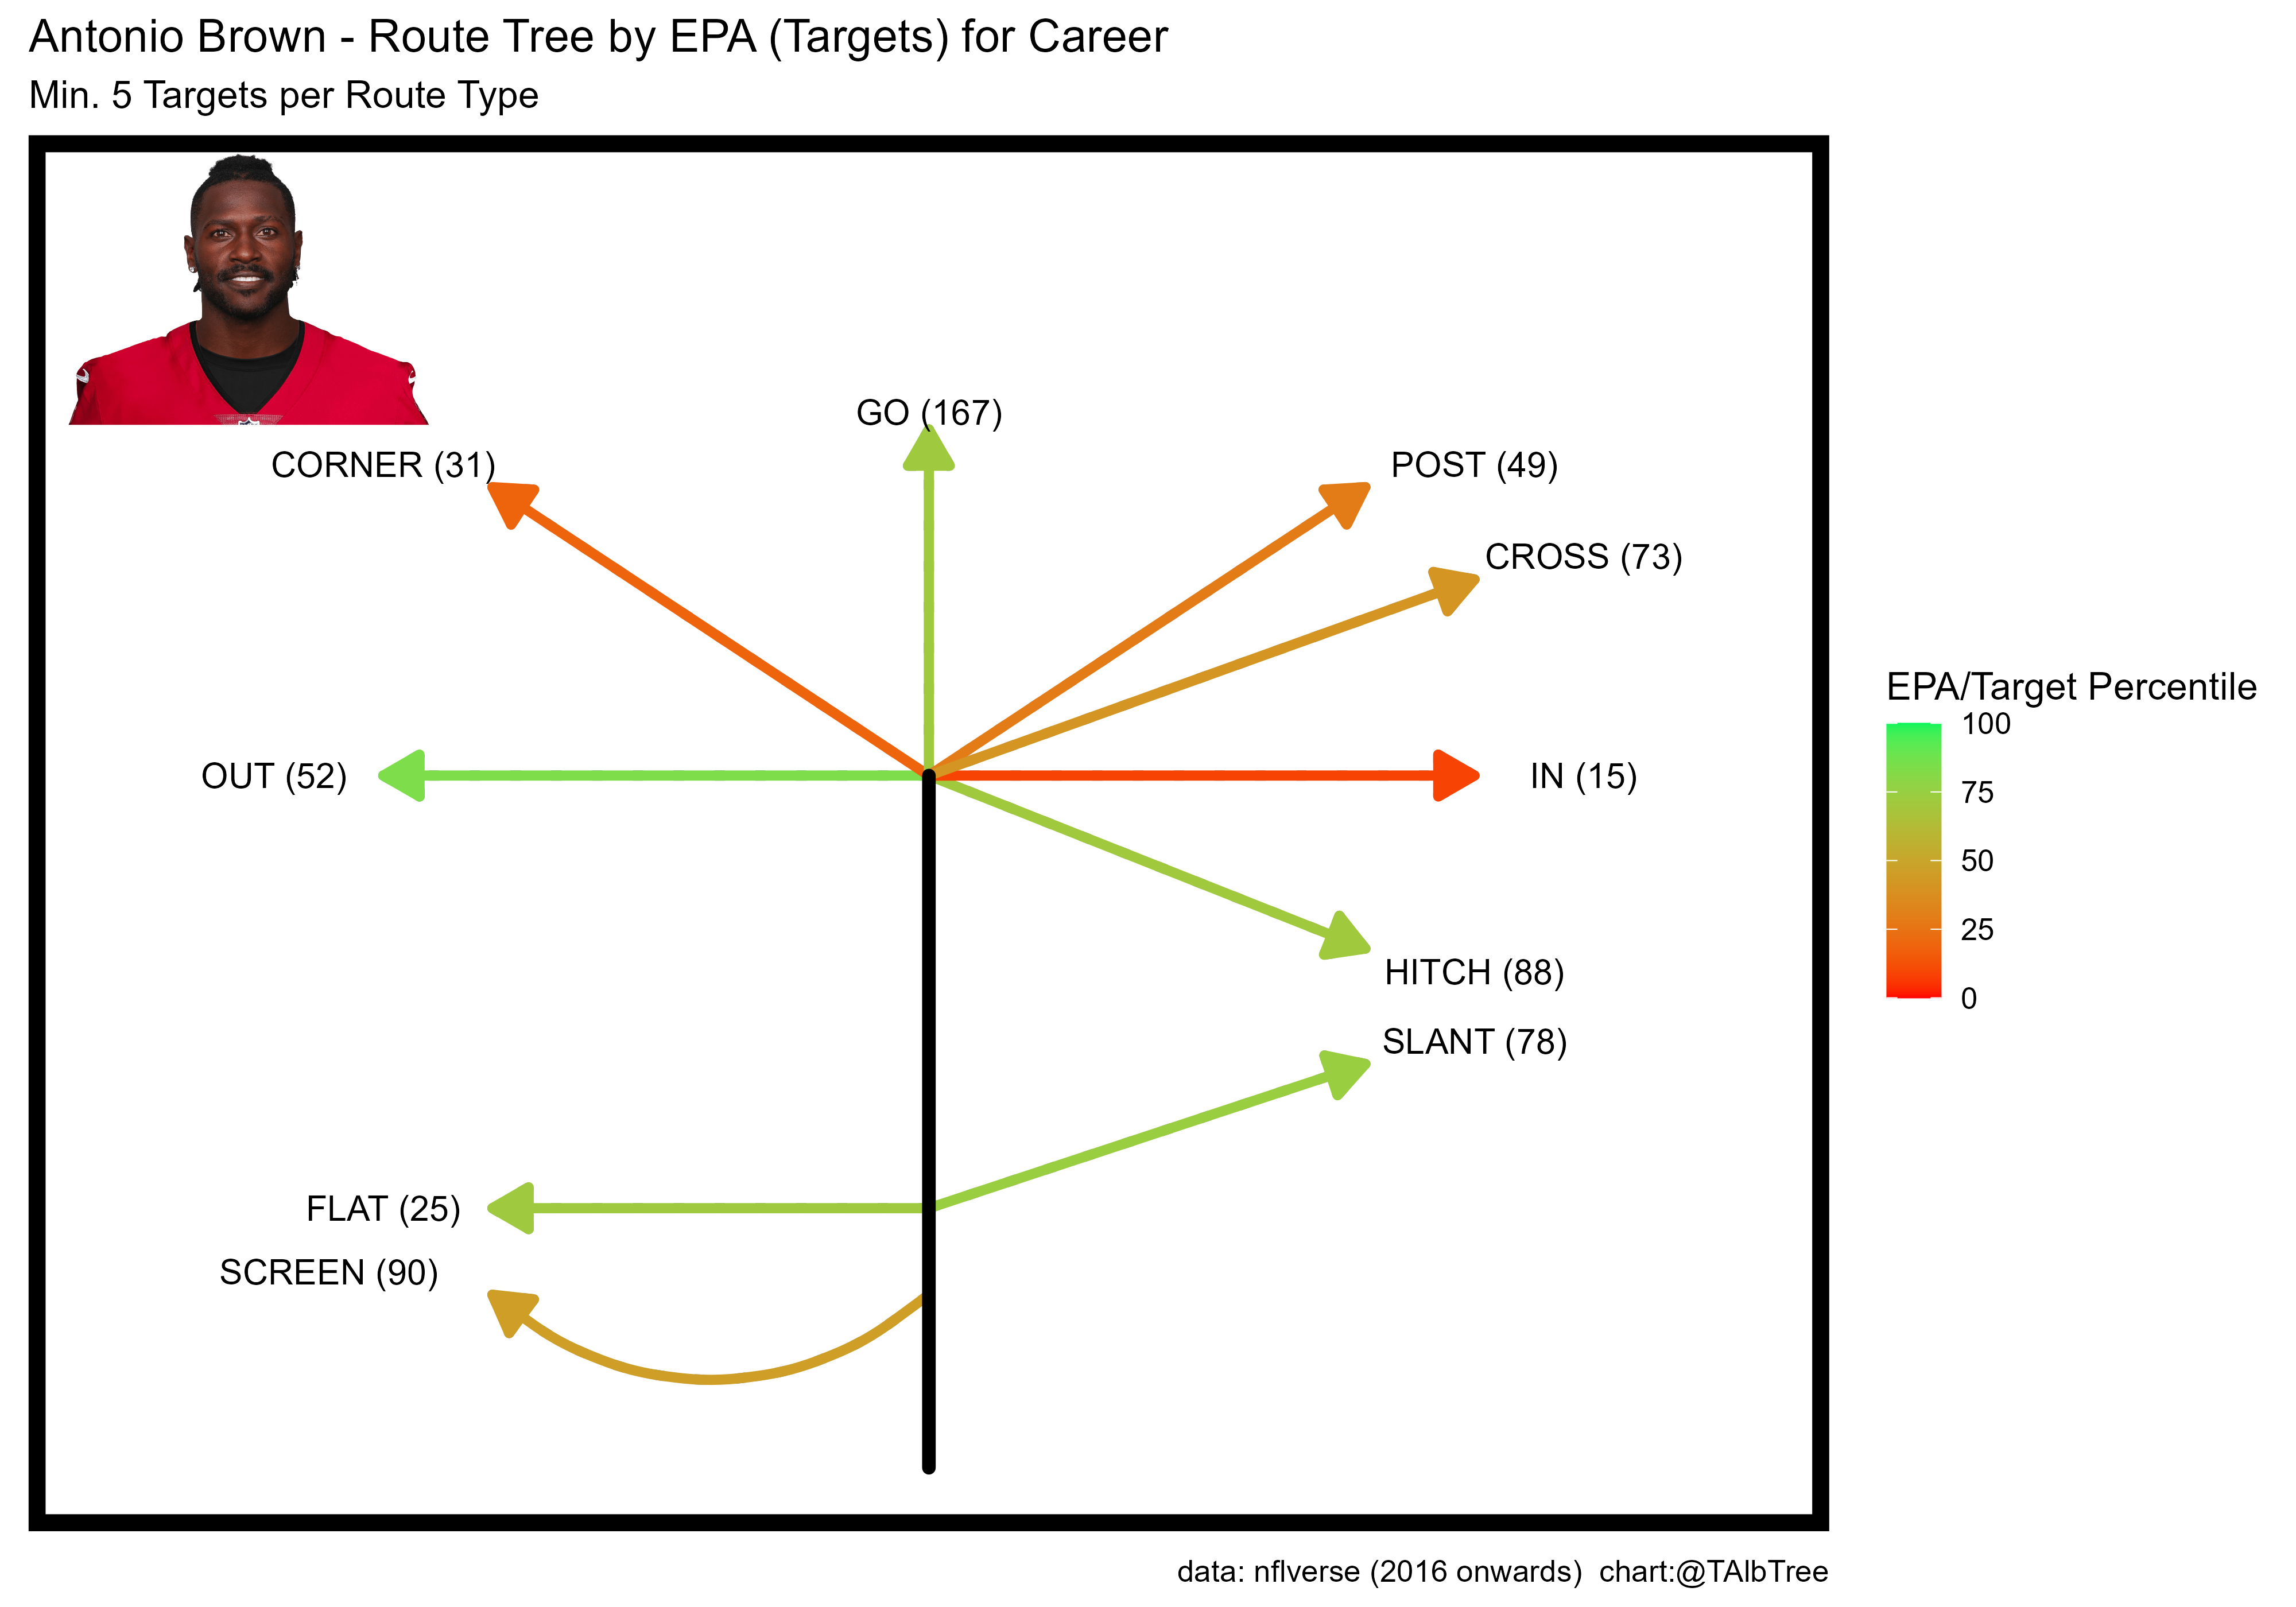 Antonio Brown - Route Tree by EPA (Targets) for Career
Min. 5 Targets per Route Type
GO (167)
CORNER (31)
POST (49)
CROSS (73)
OUT (52)
IN (15)
HITCH (88)
SLANT (78)
FLAT (25)
SCREEN (90)
EPA/Target Percentile
100
75
50
25
0
data: nflverse (2016 onwards)  chart:@TAlbTree